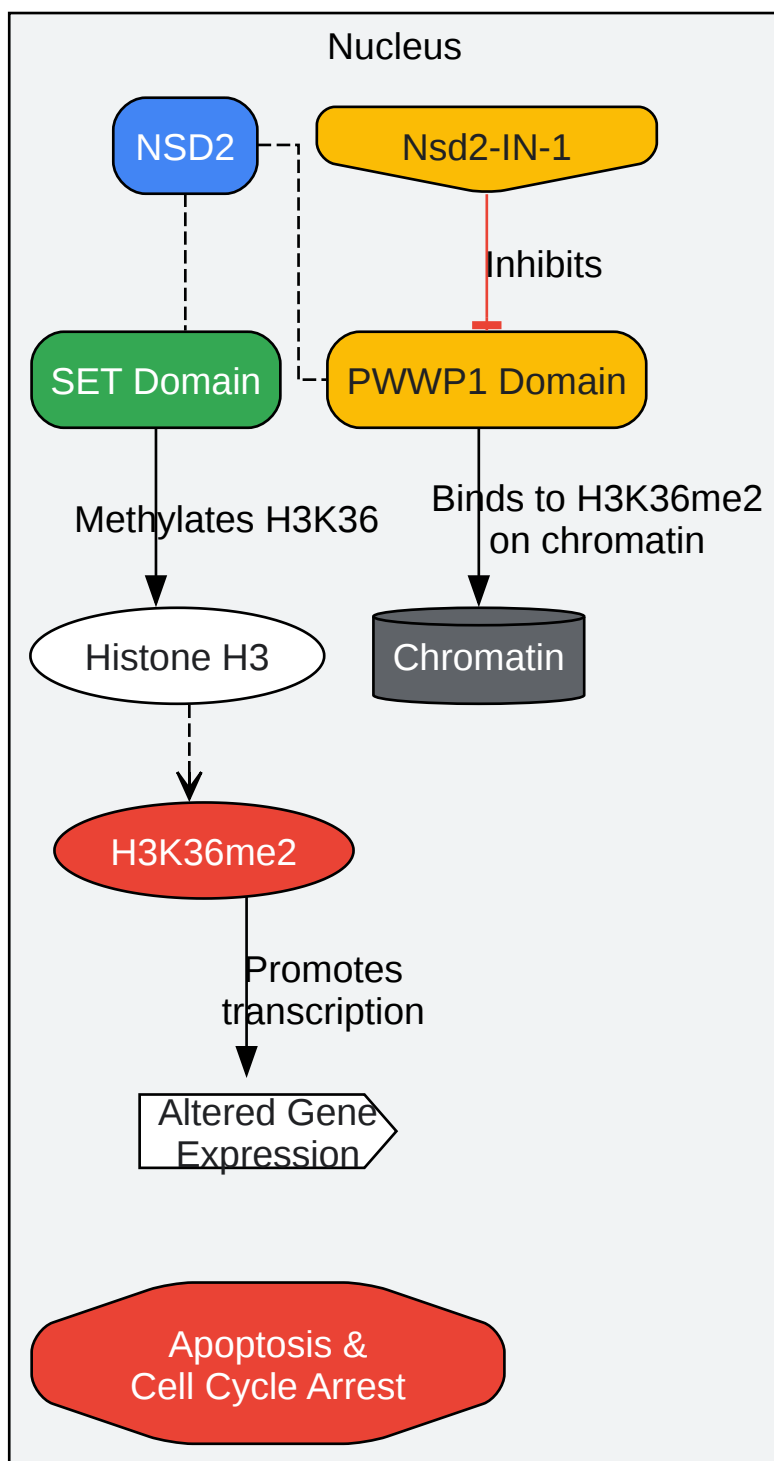 Nucleus
NSD2
Nsd2-IN-1
Inhibits
SET Domain
PWWP1 Domain
Methylates H3K36
Binds to H3K36me2
on chromatin
Histone H3
Chromatin
H3K36me2
Promotes
transcription
Altered Gene
Expression
Apoptosis &
Cell Cycle Arrest